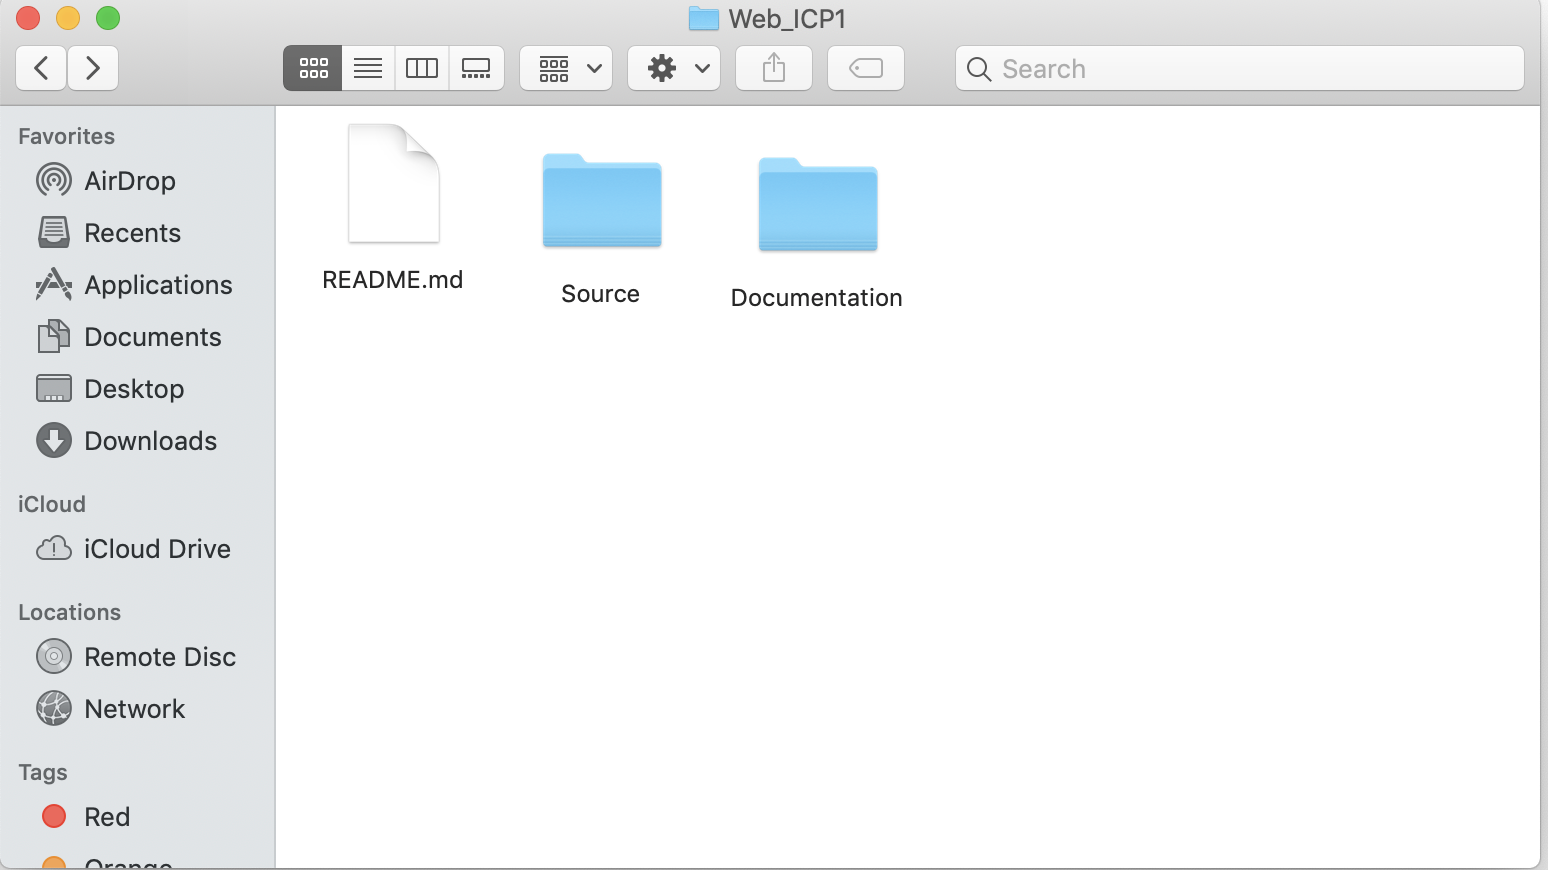 Web_ICP1
Search
Favorites
AirDrop
Recents
Applications
Documents
Desktop
Downloads
iCloud
iCloud Drive
Locations
Remote Disc
Network
Tags
Red
Orange
README.md
Source
Documentation